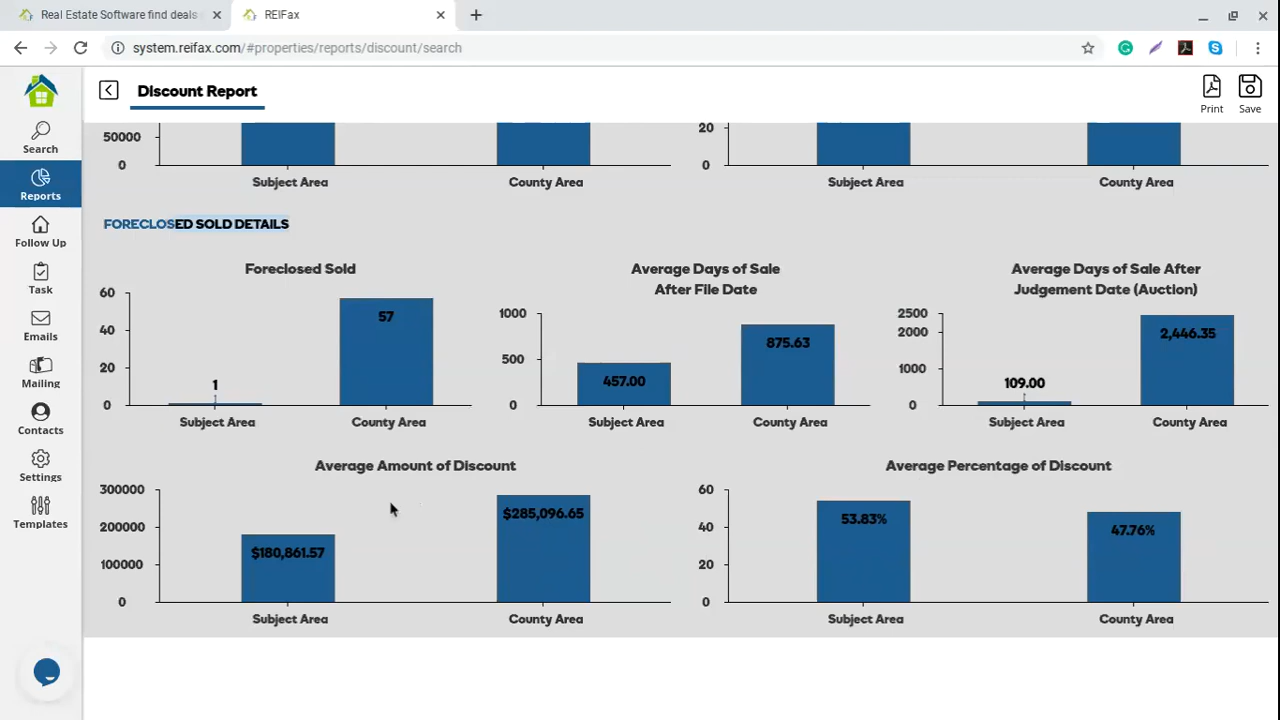 Real Estate Software find deals
REIFax
system.reifax.com/#properties/reports/discount/search
Discount Report
Print
Save
Search
Reports
Follow Up
Task
Emails
Mailing
Contacts
Settings
Templates
50000
0
Subject Area
County Area
20
0
Subject Area
County Area
FORECLOSED SOLD DETAILS
Foreclosed Sold
60
40
20
0
1
57
Subject Area
County Area
Average Days of Sale
After File Date
1000
500
0
457.00
875.63
Subject Area
County Area
Average Days of Sale After
Judgement Date (Auction)
2500
2000
1000
0
109.00
2,446.35
Subject Area
County Area
Average Amount of Discount
300000
200000
100000
0
$180,861.57
$285,096.65
Subject Area
County Area
Average Percentage of Discount
60
40
20
0
53.83%
47.76%
Subject Area
County Area